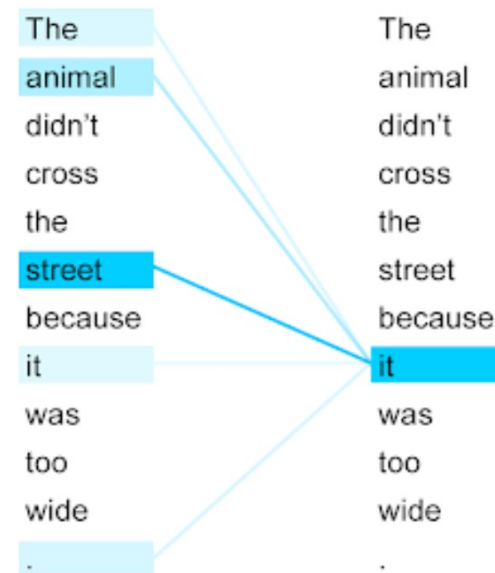 The The
animal animal
didn't didn't
cross cross
the the
street street
because because
it it
was was
too too
wide wide
. .